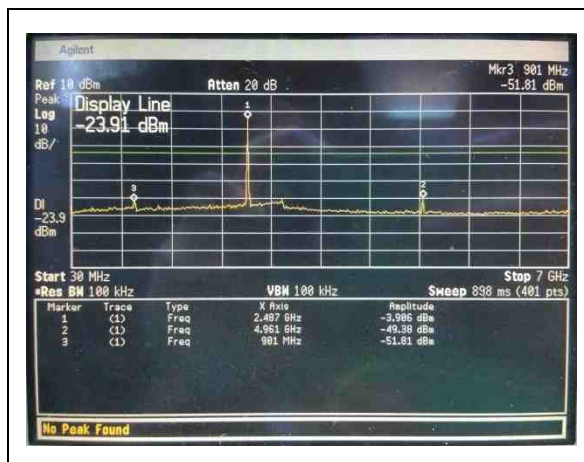 Agilent
Mkr3 901 MHz
Ref 10 dBm Atten 20 dB -51.81 dBm
Peak
Log
10
dB/
Display Line
-23.91 dBm
1
3
2
DI
-23.9
dBm
Start 30 MHz Stop 7 GHz
*Res BW 100 kHz VBW 100 kHz Sweep 898 ms (401 pts)
Marker Trace Type X Axis Amplitude
1 (1) Freq 2.487 GHz -3.906 dBm
2 (1) Freq 4.961 GHz -49.38 dBm
3 (1) Freq 901 MHz -51.81 dBm
No Peak Found